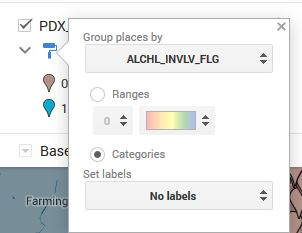 PDX_
Group places by
ALCHL_INVLV_FLG
0
Ranges
0
1
Categories
Set labels
Base
No labels
Farming